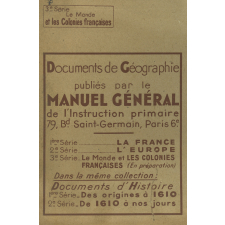 3e Série
Le Monde
et les Colonies françaises
Documents de Géographie
publiés par le
MANUEL GÉNÉRAL
de l'Instruction primaire
79, Bd Saint-Germain, Paris 6e
1ère Série LA FRANCE
2e Série L'EUROPE
3e Série. Le Monde et LES COLONIES
FRANÇAISES (En préparation)
Dans la même collection:
Documents d'Histoire
1ère Série. Des origines à 1610
2e Série. De 1610 à nos jours